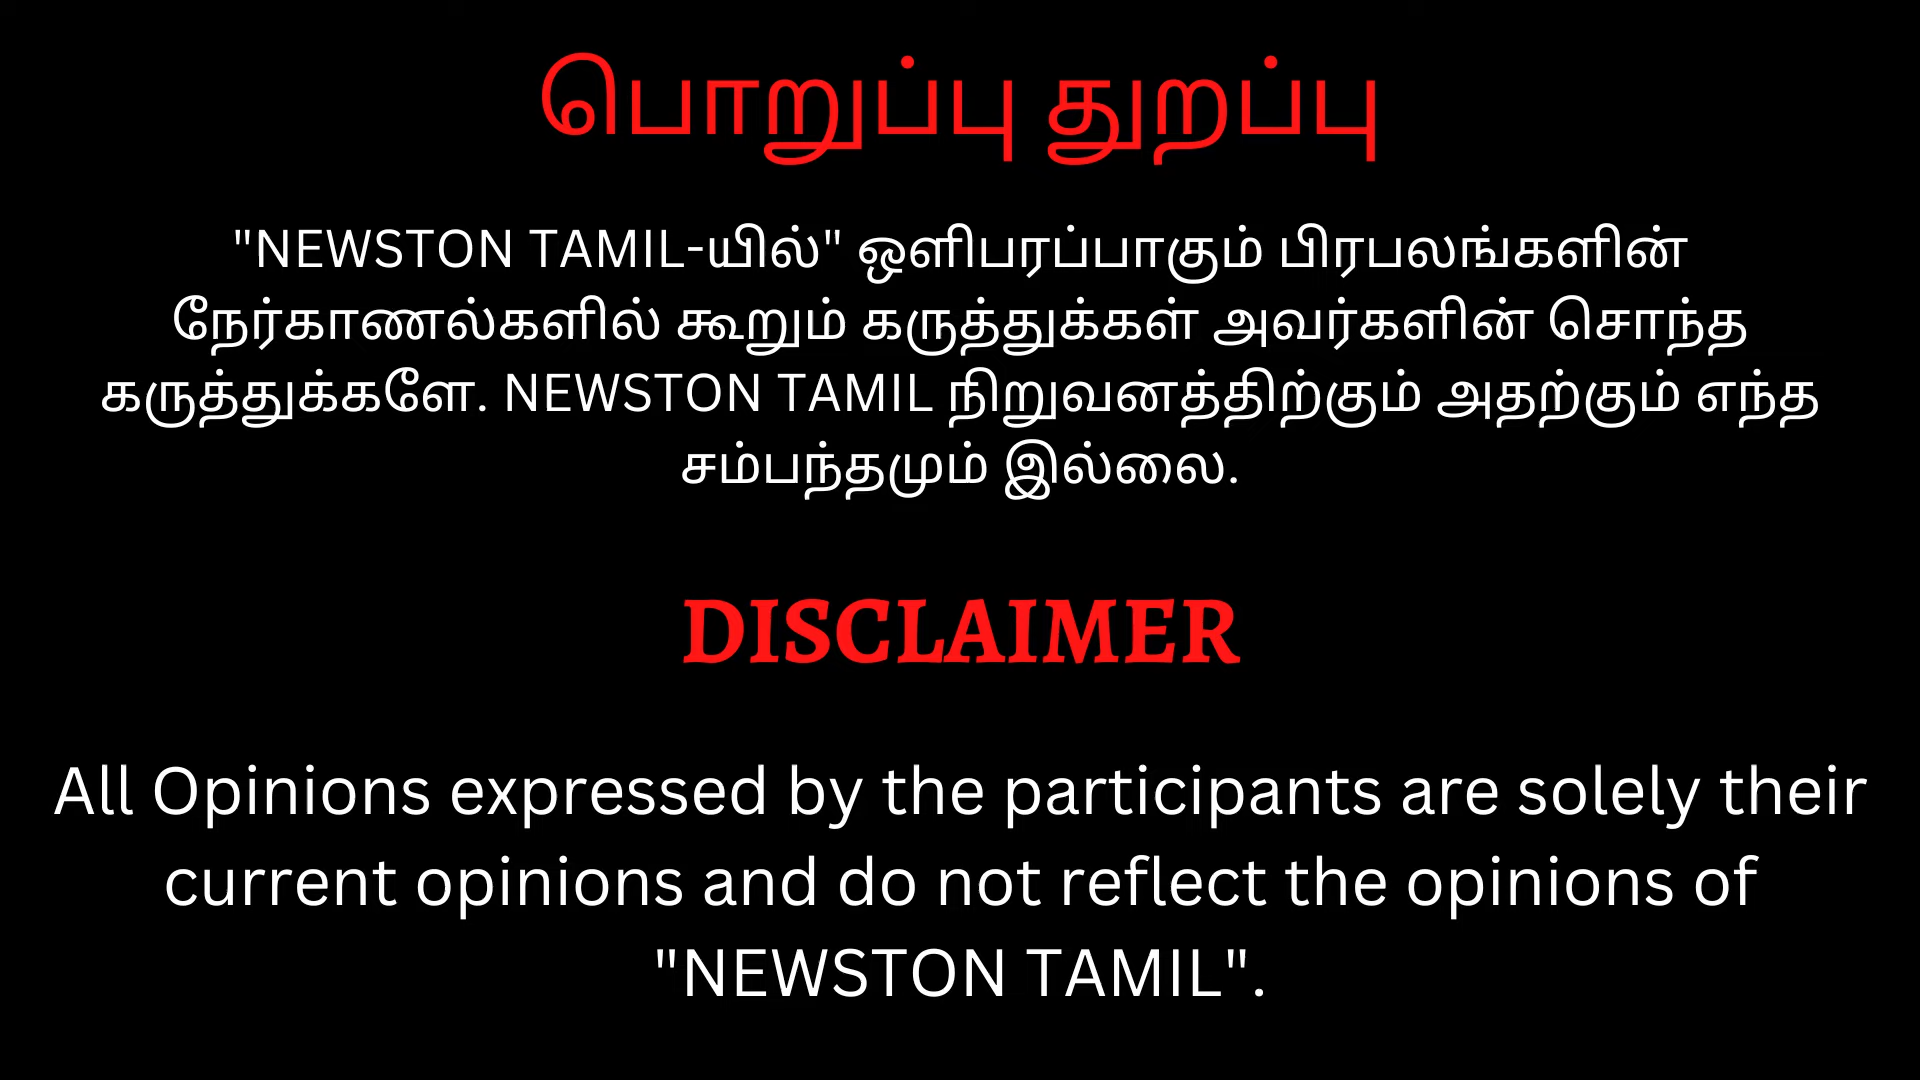 பொறுப்பு துறப்பு
"NEWSTON TAMIL-யில்" ஒளிபரப்பாகும் பிரபலங்களின்
நேர்காணல்களில் கூறும் கருத்துக்கள் அவர்களின் சொந்த
கருத்துக்களே. NEWSTON TAMIL நிறுவனத்திற்கும் அதற்கும் எந்த
சம்பந்தமும் இல்லை.
DISCLAIMER
All Opinions expressed by the participants are solely their
current opinions and do not reflect the opinions of
"NEWSTON TAMIL".